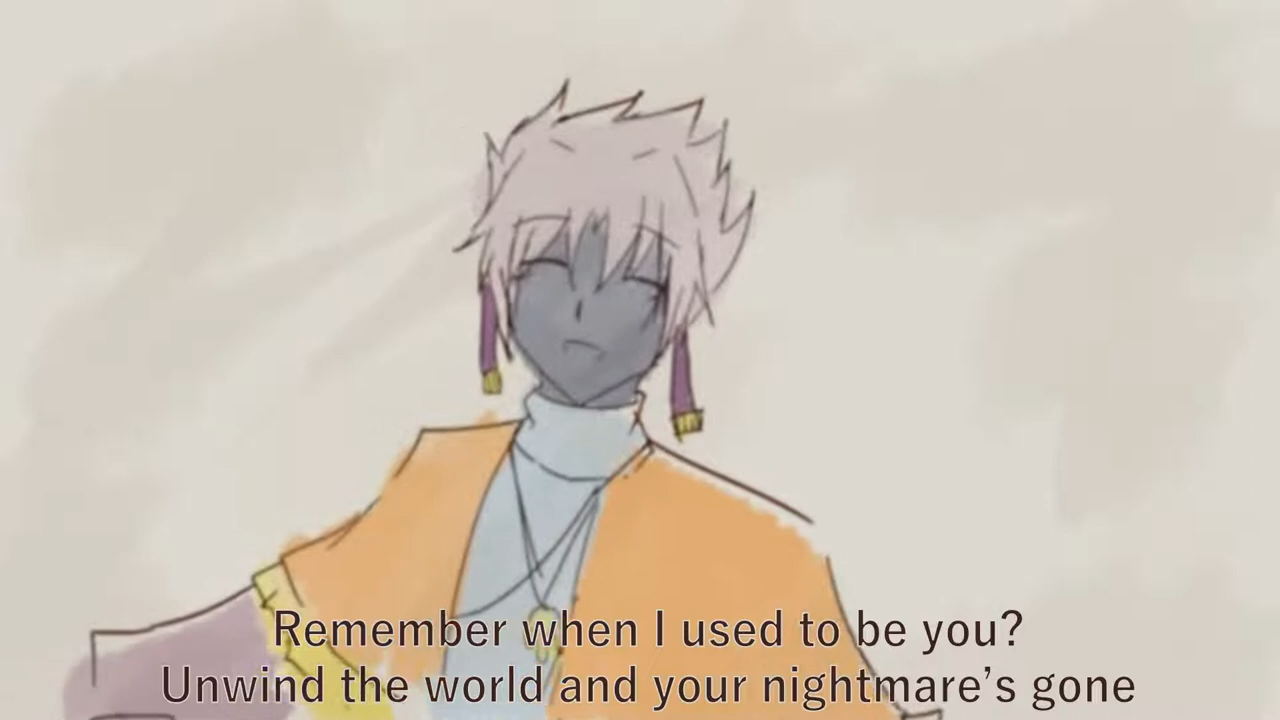 Remember when I used to be you?
Unwind the world and your nightmare’s gone